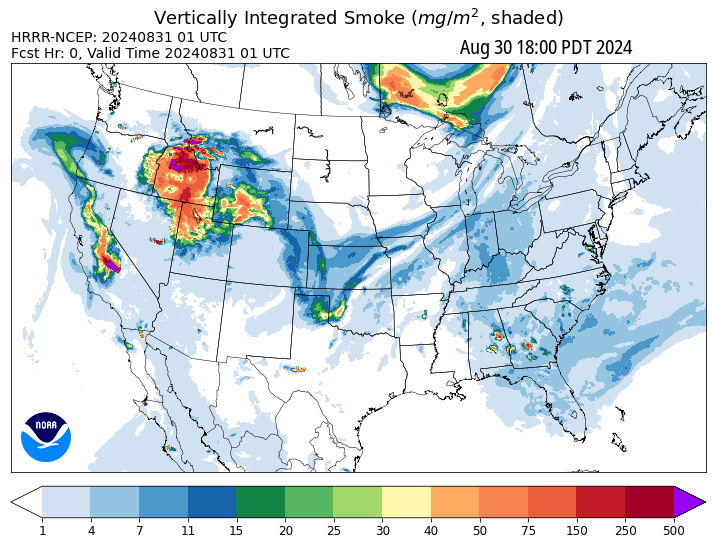 Vertically Integrated Smoke (mg/m², shaded)
HRRR-NCEP: 20240831 01 UTC
Fcst Hr: 0, Valid Time 20240831 01 UTC
Aug 30 18:00 PDT 2024
NOAA
1 4 7 11 15 20 25 30 40 50 75 150 250 500